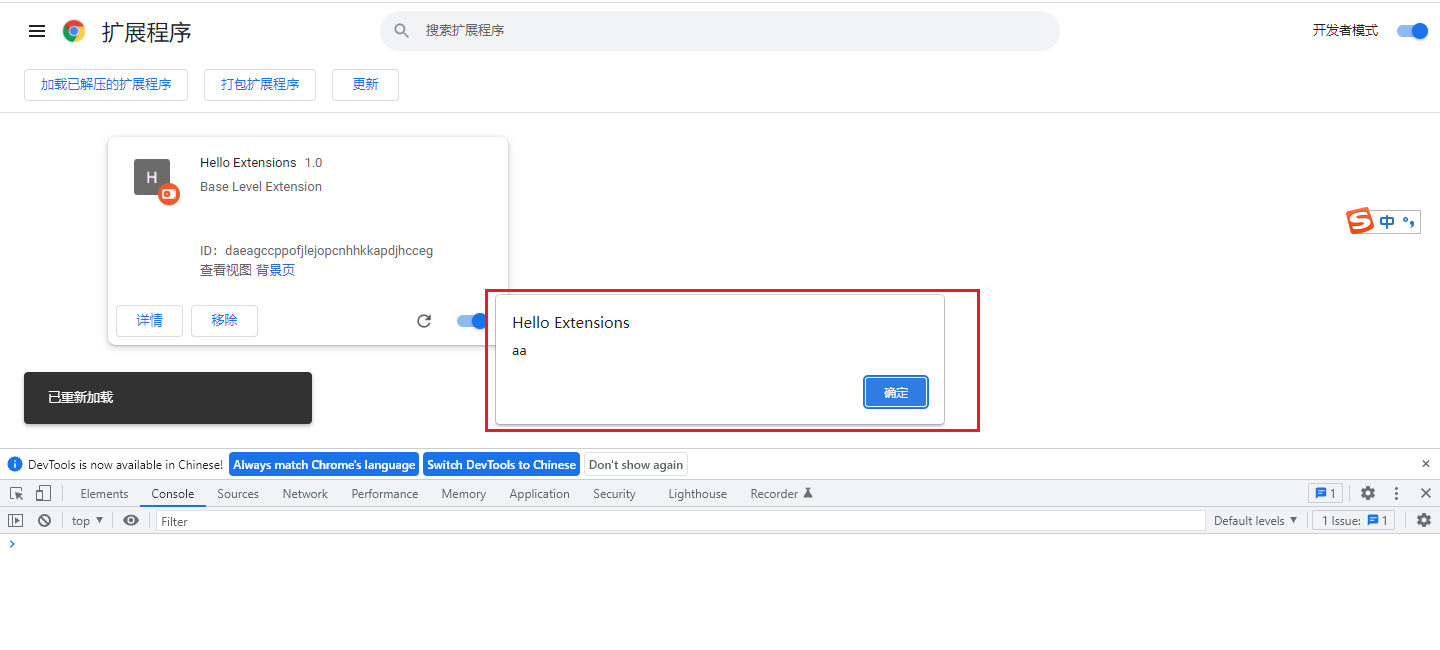 扩展程序
搜索扩展程序
开发者模式
加载已解压的扩展程序 打包扩展程序 更新
H
Hello Extensions 1.0
Base Level Extension
ID：daeagccppofjlejopcnhhkkapdjhcceg
查看视图 背景页
详情 移除
Hello Extensions
aa
确定
已重新加载
S 中 °,
DevTools is now available in Chinese! Always match Chrome's language Switch DevTools to Chinese Don't show again ×
Elements Console Sources Network Performance Memory Application Security Lighthouse Recorder 1
top ▼ Filter Default levels ▼ 1 Issue: 1
>